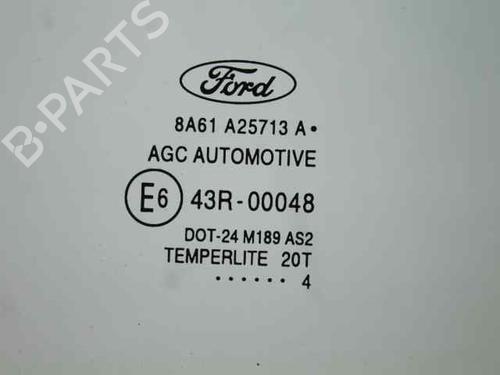 B-PARTS
Ford
8A61 A25713 A•
AGC AUTOMOTIVE
E6 43R-00048
DOT-24 M189 AS2
TEMPERLITE 20T
•••••• 4